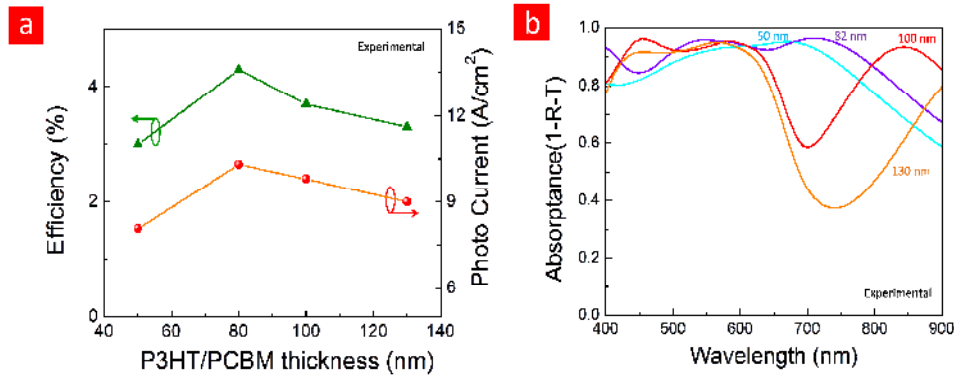 a
Experimental
Efficiency (%)
0
2
4
40
60
80
100
120
140
P3HT/PCBM thickness (nm)
6
9
12
15
Photo Current (A/cm²)
b
50 nm
82 nm
100 nm
130 nm
Experimental
Absorptance(1-R-T)
0.0
0.2
0.4
0.6
0.8
1.0
400
500
600
700
800
900
Wavelength (nm)